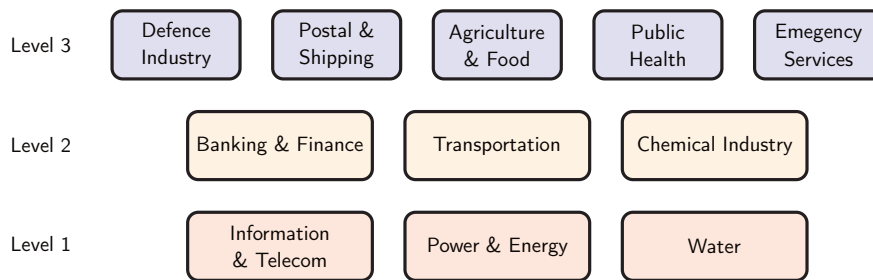 Level 3
Defence
Industry
Postal &
Shipping
Agriculture
& Food
Public
Health
Emegency
Services
Level 2
Banking & Finance
Transportation
Chemical Industry
Level 1
Information
& Telecom
Power & Energy
Water